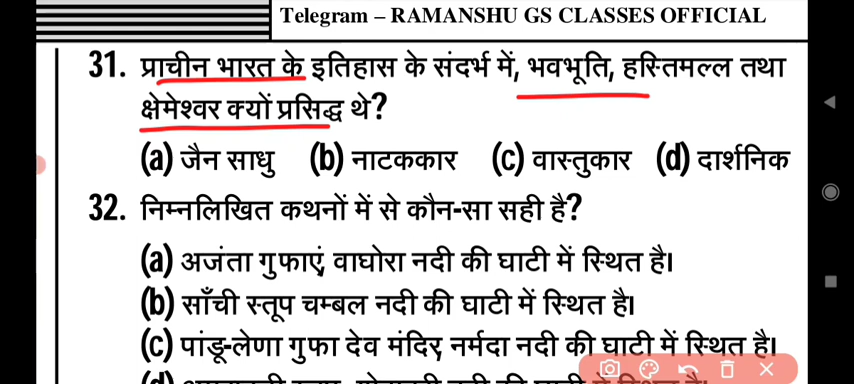 Telegram – RAMANSHU GS CLASSES OFFICIAL
31. प्राचीन भारत के इतिहास के संदर्भ में, भवभूति, हस्तिमल्ल तथा
क्षेमेश्वर क्यों प्रसिद्ध थे?
(a) जैन साधु (b) नाटककार (c) वास्तुकार (d) दार्शनिक
32. निम्नलिखित कथनों में से कौन-सा सही है?
(a) अजंता गुफाएं, वाघोरा नदी की घाटी में स्थित है।
(b) साँची स्तूप चम्बल नदी की घाटी में स्थित है।
(c) पांडू-लेणा गुफा देव मंदिर, नर्मदा नदी की घाटी में स्थित है।